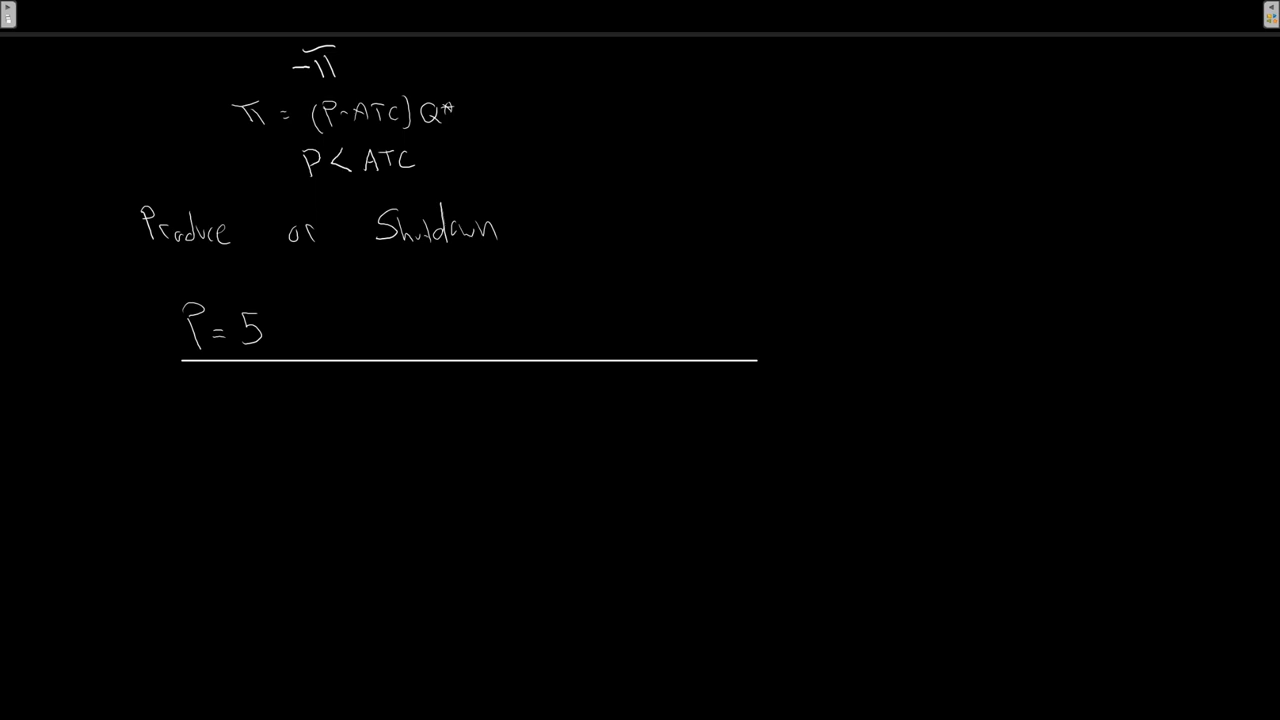 -π
π = (P-ATC)Q*
P < ATC
Produce or Shutdown
P = 5